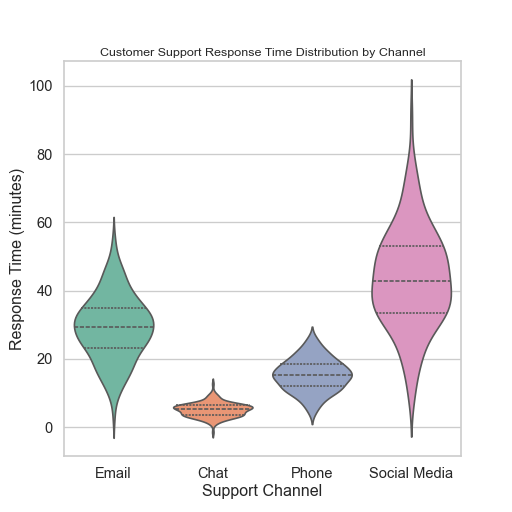 Customer Support Response Time Distribution by Channel
Response Time (minutes)
100
80
60
40
20
0
Email Chat Phone Social Media
Support Channel